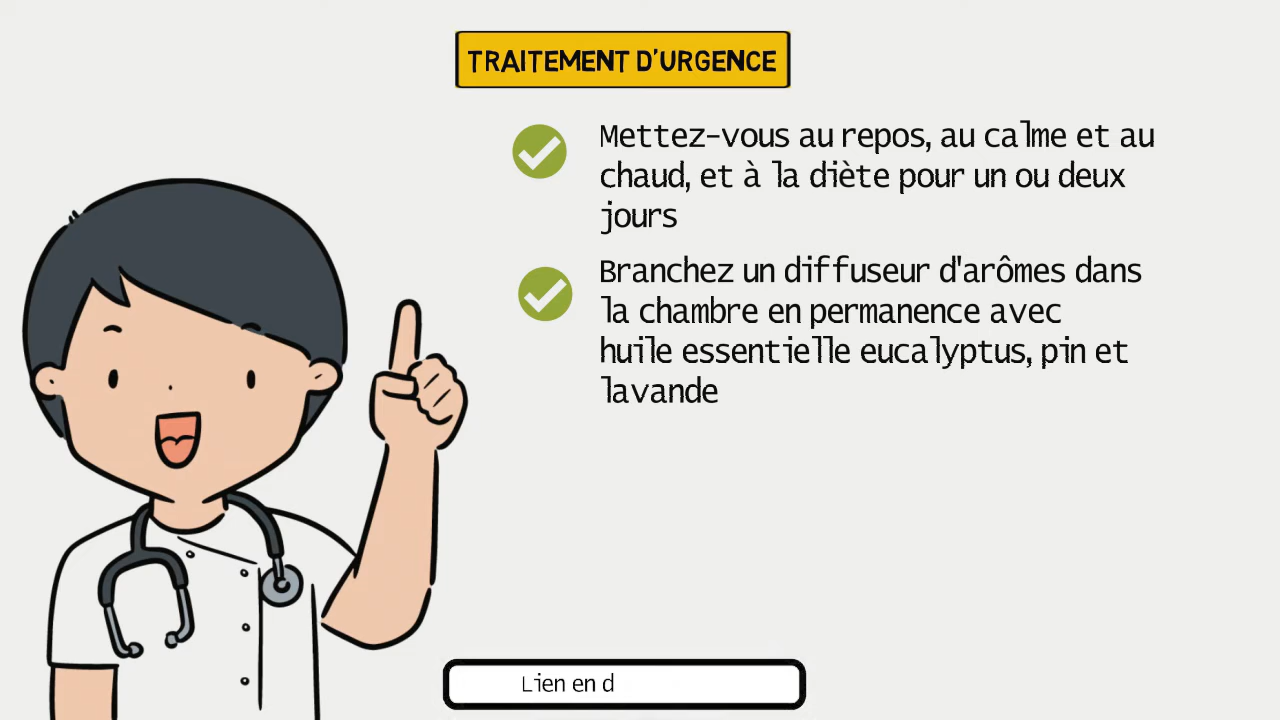 TRAITEMENT D'URGENCE
Mettez-vous au repos, au calme et au
chaud, et à la diète pour un ou deux
jours
Branchez un diffuseur d'arômes dans
la chambre en permanence avec
huile essentielle eucalyptus, pin et
lavande
Lien en d